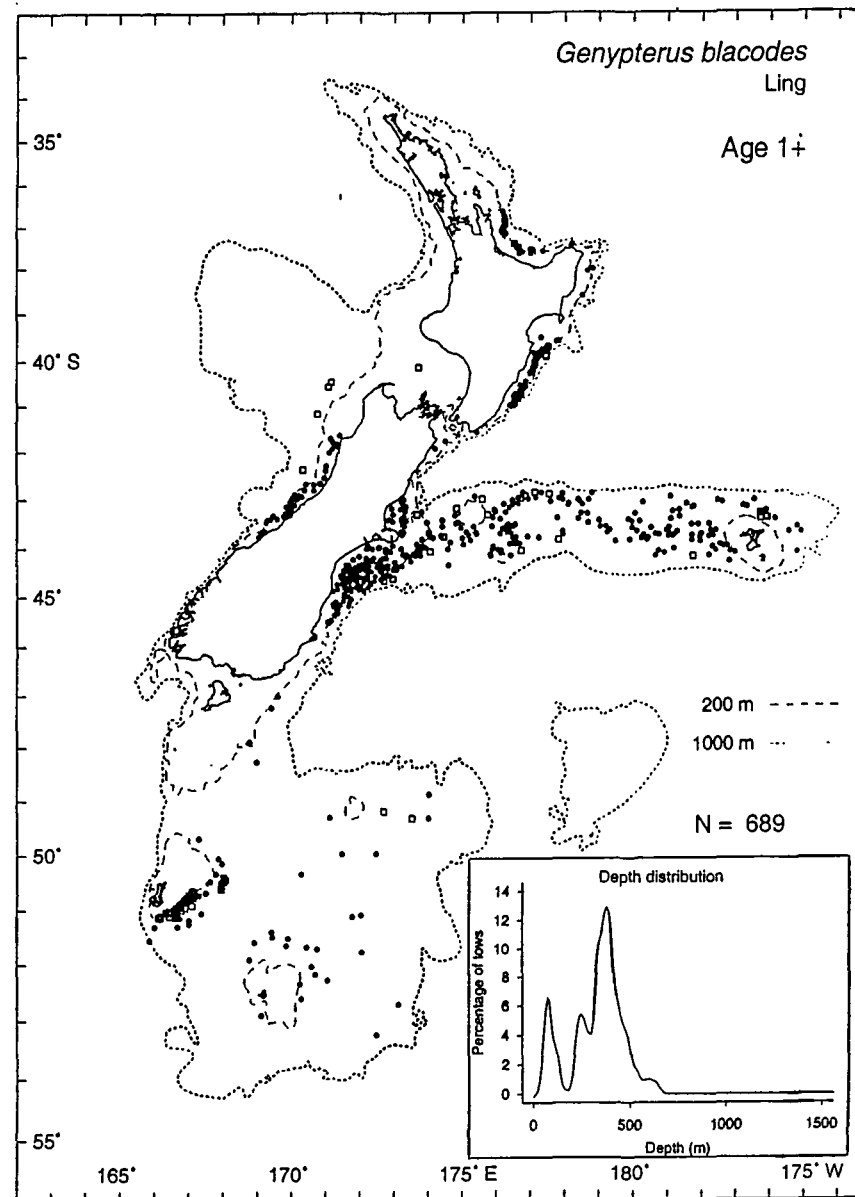 Genypterus blacodes
Ling
Age 1+
35°
40° S
45°
200 m
1000 m
N = 689
50°
Depth distribution
14
12
10
8
6
4
2
0
Percentage of tows
0 500 1000 1500
Depth (m)
55°
165° 170° 175° E 180° 175° W